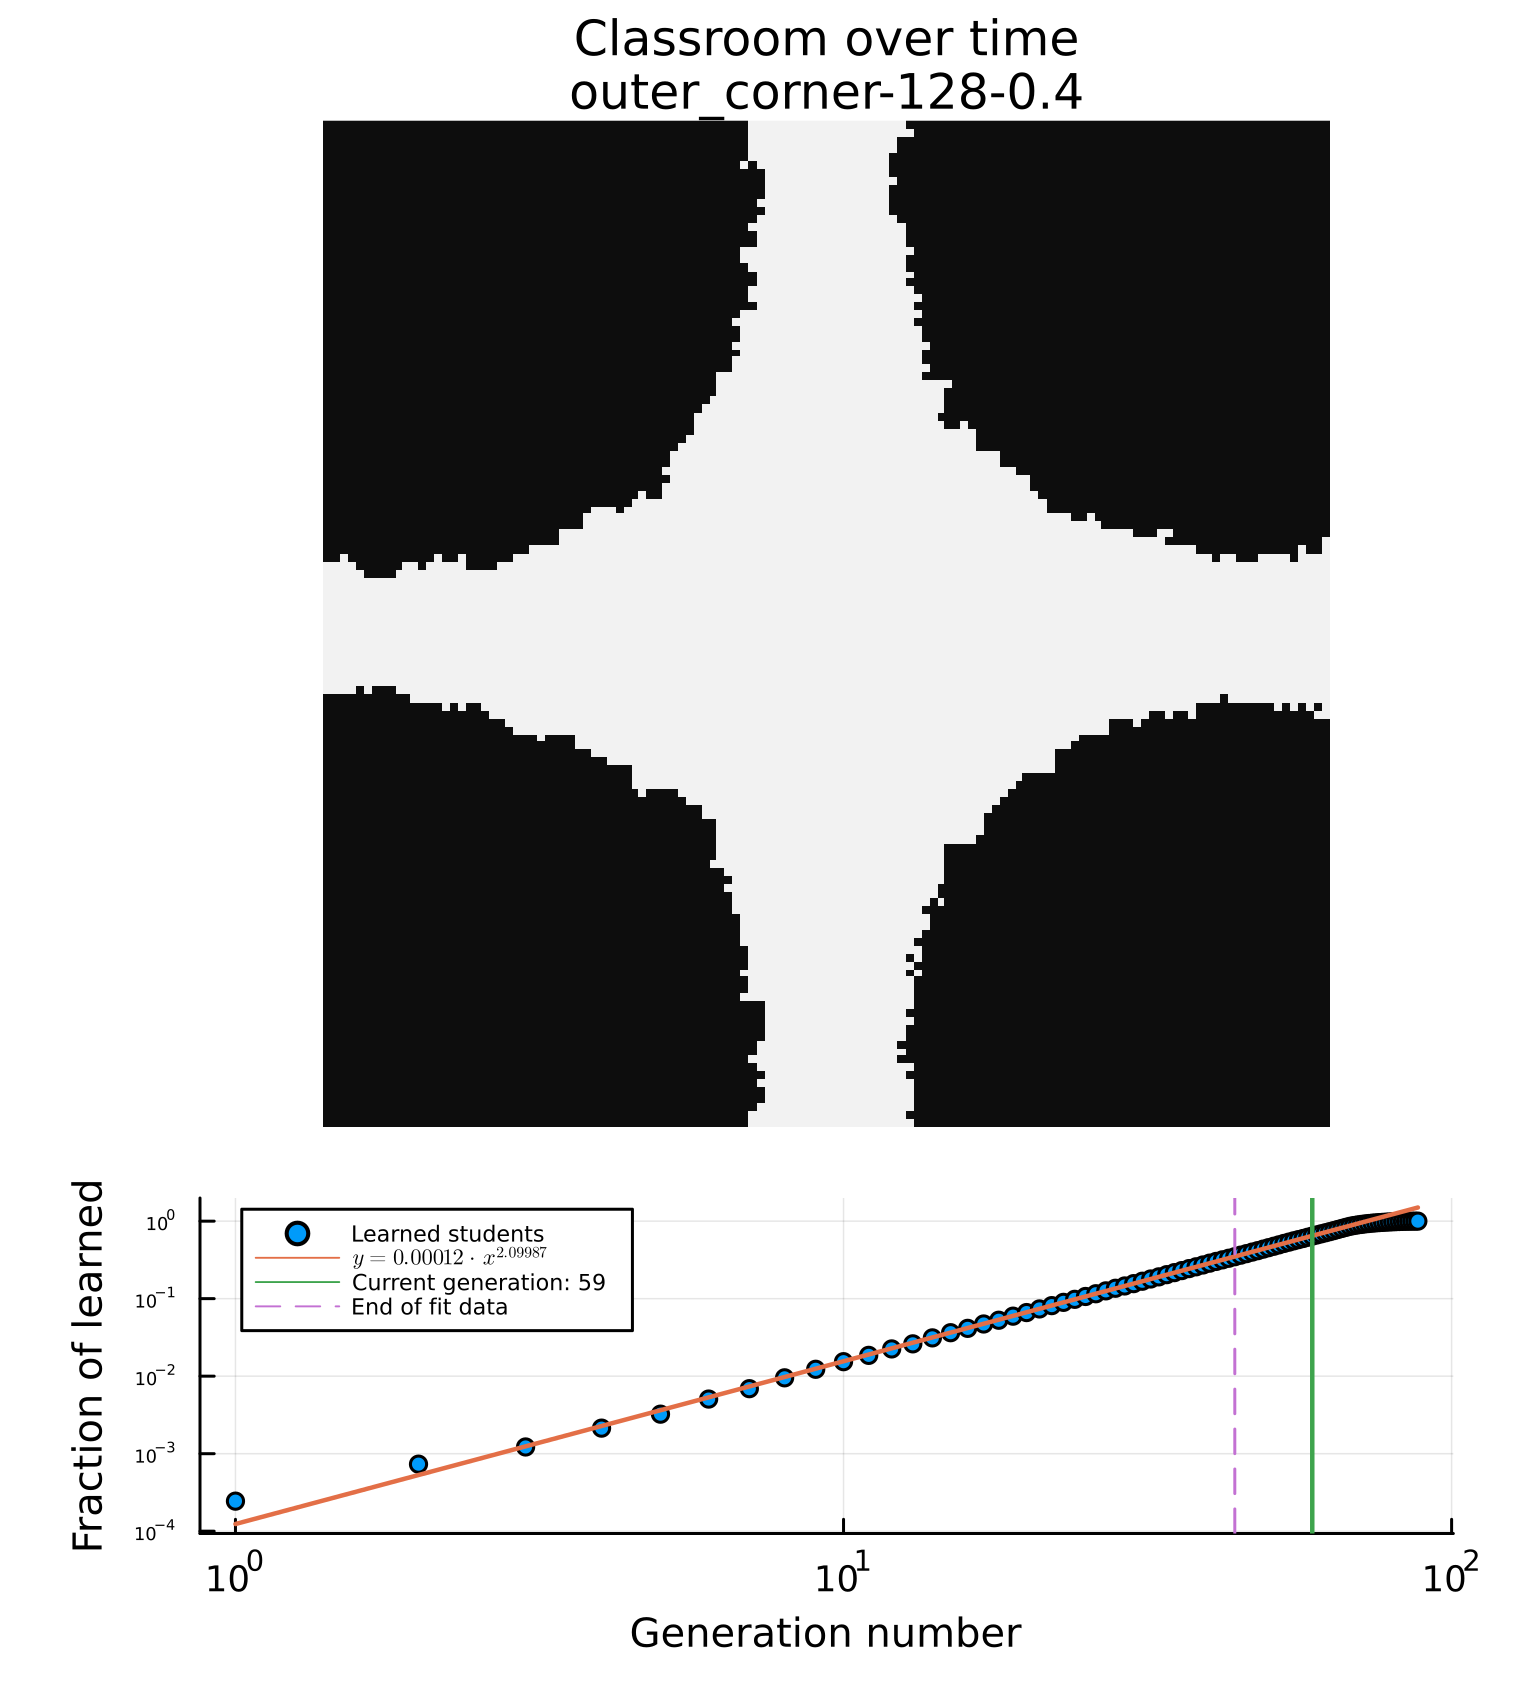 Classroom over time
outer_corner-128-0.4
Fraction of learned
10^0
10^-1
10^-2
10^-3
10^-4
Learned students
y = 0.00012 · x^2.09987
Current generation: 59
End of fit data
10^0
10^1
10^2
Generation number